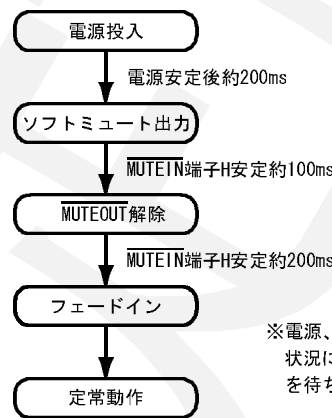 電源投入
電源安定後約200ms
ソフトミュート出力
MUTEIN端子H安定約100ms
MUTEOUT解除
MUTEIN端子H安定約200ms
フェードイン
※電源、
状況に
を待ち
定常動作